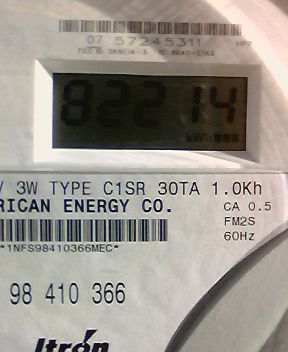 07 57245311
82214
kWh
V 3W TYPE C1SR 30TA 1.0Kh
RICAN ENERGY CO.
CA 0.5
FM2S
60Hz
*1NFS98410366MEC*
98 410 366
Itrón